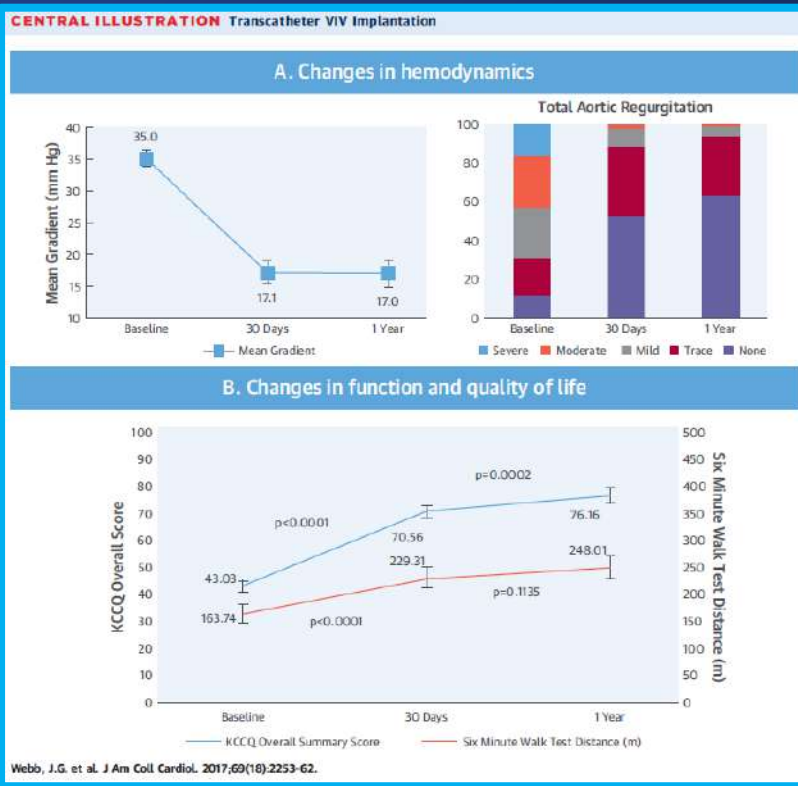 CENTRAL ILLUSTRATION Transcatheter VIV Implantation
A. Changes in hemodynamics
Mean Gradient (mm Hg)
40
35
30
25
20
15
10
35.0
17.1
17.0
Baseline
30 Days
1 Year
Mean Gradient
Total Aortic Regurgitation
100
80
60
40
20
0
Baseline
30 Days
1 Year
Severe
Moderate
Mild
Trace
None
B. Changes in function and quality of life
KCCQ Overall Score
100
90
80
70
60
50
40
30
20
10
0
43.03
163.74
p<0.0001
p<0.0001
70.56
229.31
p=0.0002
p=0.1135
76.16
248.01
500
450
400
350
300
250
200
150
100
50
0
Six Minute Walk Test Distance (m)
Baseline
30 Days
1 Year
KCCQ Overall Summary Score
Six Minute Walk Test Distance (m)
Webb, J.G. et al. J Am Coll Cardiol. 2017;69(18):2253-62.